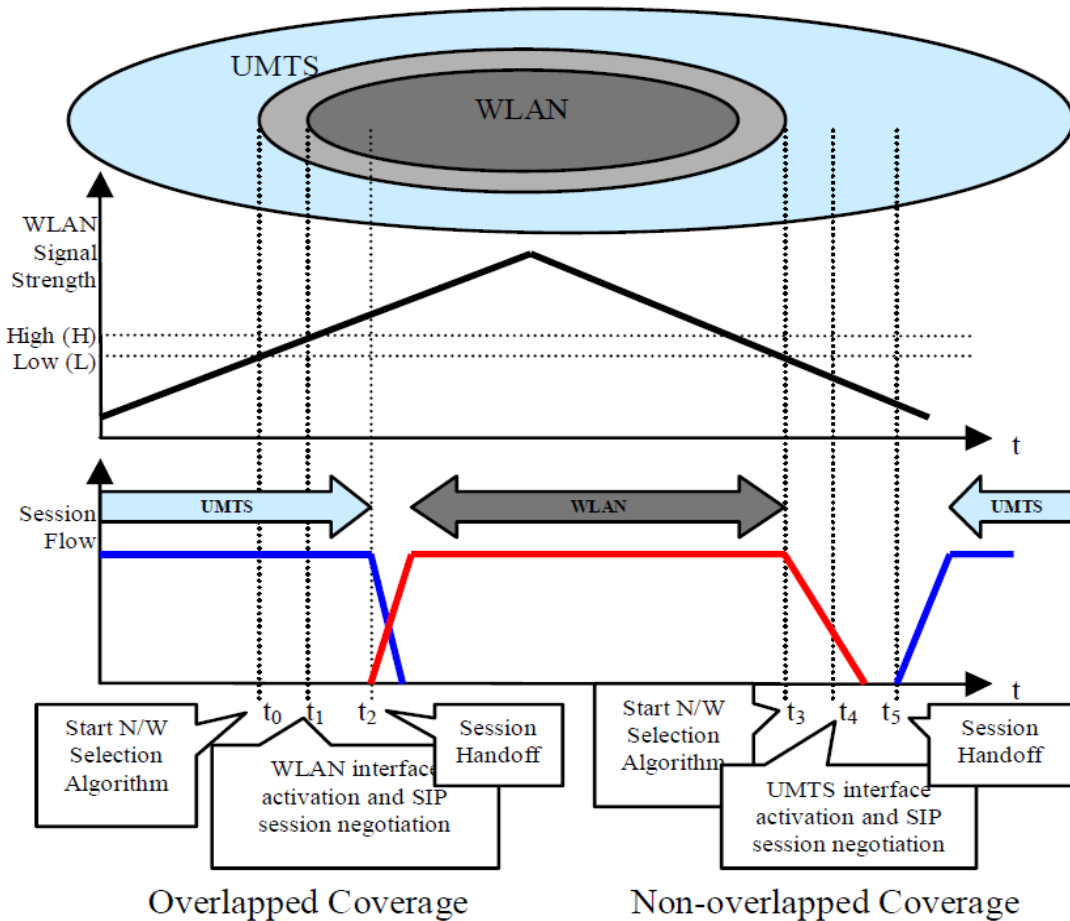 UMTS
WLAN
WLAN
Signal
Strength
High (H)
Low (L)
t
UMTS
WLAN
UMTS
Session
Flow
t
t0
t1
t2
t3
t4
t5
Start N/W
Selection
Algorithm
WLAN interface
activation and SIP
session negotiation
Session
Handoff
Start N/W
Selection
Algorithm
UMTS interface
activation and SIP
session negotiation
Session
Handoff
Overlapped Coverage
Non-overlapped Coverage